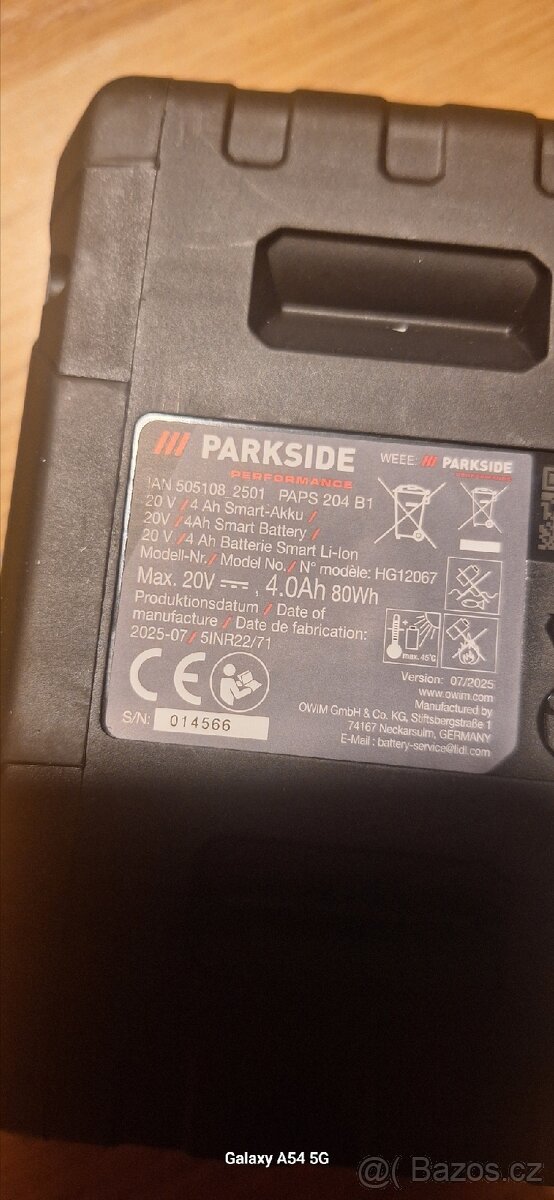 PARKSIDE
PERFORMANCE
WEEE: PARKSIDE
PERFORMANCE
IAN 505108_2501 PAPS 204 B1
20 V / 4 Ah Smart-Akku /
20V / 4Ah Smart Battery /
20 V / 4 Ah Batterie Smart Li-Ion
Modell-Nr. / Model No. / N° modèle: HG12067
Max. 20V ⎓, 4.0Ah 80Wh
Produktionsdatum / Date of
manufacture / Date de fabrication:
2025-07 / 5INR22/71
max. 45°C
CE
S/N: 014566
Version: 07/2025
www.owim.com
Manufactured by
OWIM GmbH & Co. KG, Stiftsbergstraße 1
74167 Neckarsulm, GERMANY
E-Mail: battery-service@lidl.com
Galaxy A54 5G
@( Bazos.cz